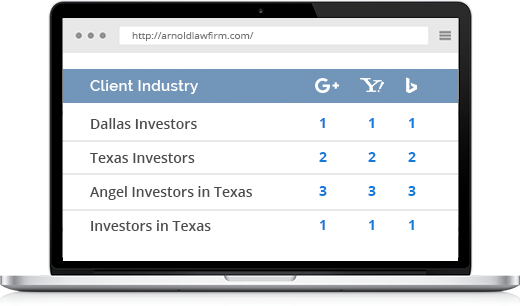 http://arnoldlawfirm.com/
Client Industry G+ Y? b
Dallas Investors 1 1 1
Texas Investors 2 2 2
Angel Investors in Texas 3 3 3
Investors in Texas 1 1 1